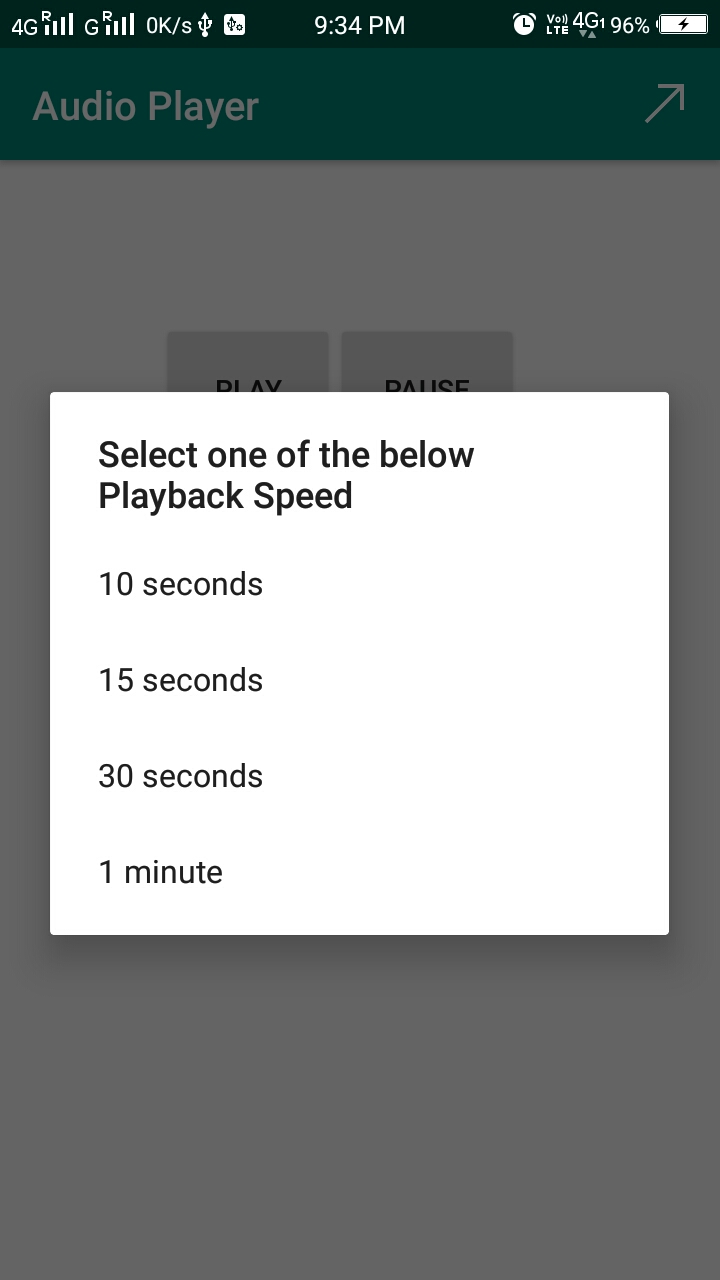 4G R G R 0K/s 9:34 PM Vo)) LTE 4G1 96%
Audio Player
PLAY PAUSE
Select one of the below
Playback Speed
10 seconds
15 seconds
30 seconds
1 minute